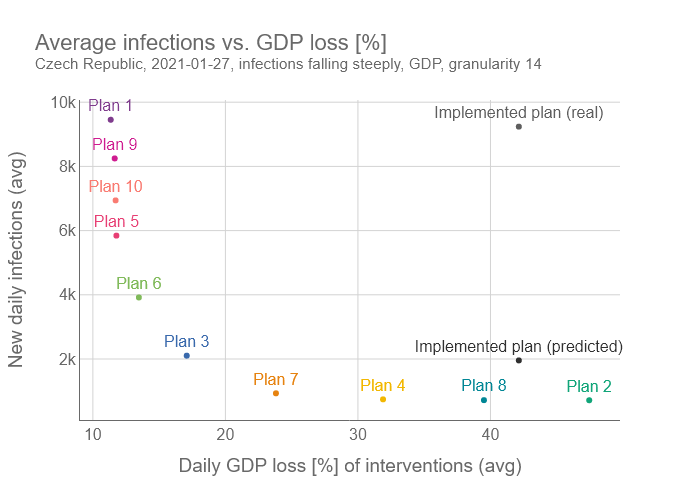 Average infections vs. GDP loss [%]
Czech Republic, 2021-01-27, infections falling steeply, GDP, granularity 14
New daily infections (avg)
10k
8k
6k
4k
2k
Plan 1
Implemented plan (real)
Plan 9
Plan 10
Plan 5
Plan 6
Plan 3
Implemented plan (predicted)
Plan 7
Plan 4
Plan 8
Plan 2
10
20
30
40
Daily GDP loss [%] of interventions (avg)